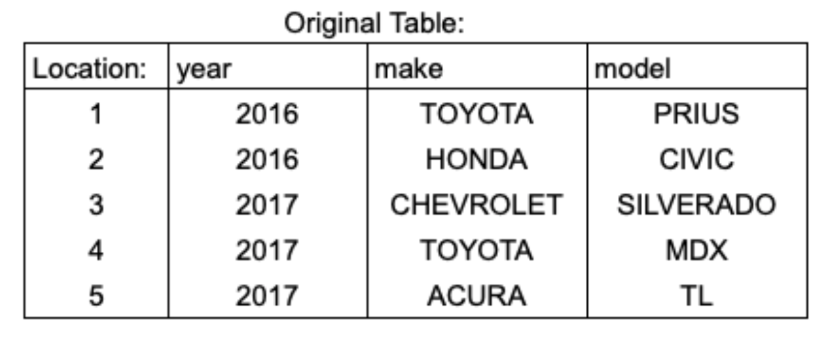 Original Table:
Location: year make model
1 2016 TOYOTA PRIUS
2 2016 HONDA CIVIC
3 2017 CHEVROLET SILVERADO
4 2017 TOYOTA MDX
5 2017 ACURA TL